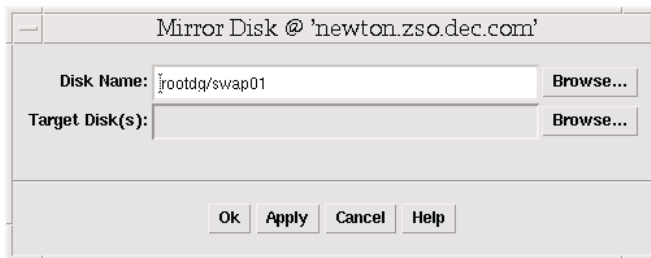 Mirror Disk @ 'newton.zso.dec.com'
Disk Name: rootdg/swap01 Browse...
Target Disk(s): Browse...
Ok Apply Cancel Help